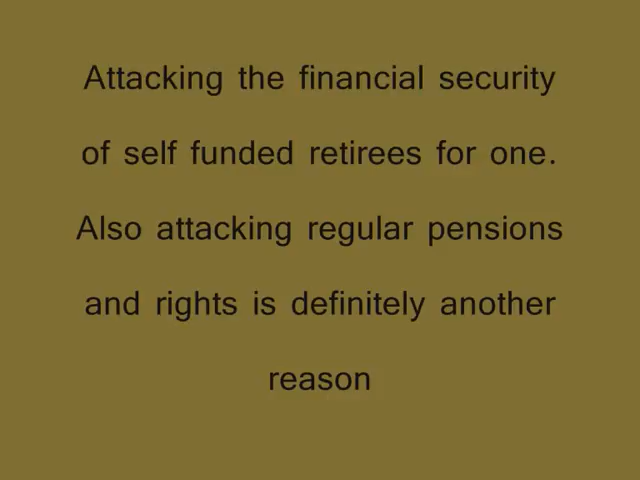 Attacking the financial security
of self funded retirees for one.
Also attacking regular pensions
and rights is definitely another
reason